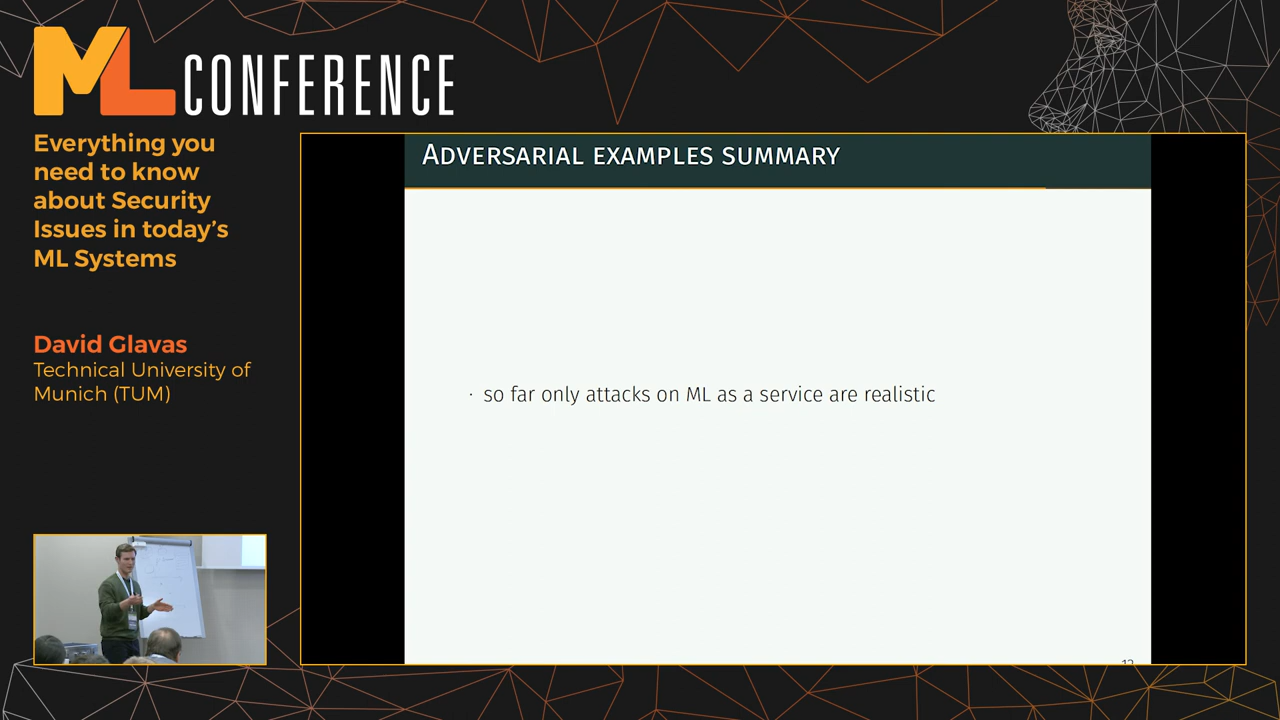 ML CONFERENCE
Everything you
need to know
about Security
Issues in today's
ML Systems
David Glavas
Technical University of
Munich (TUM)
ADVERSARIAL EXAMPLES SUMMARY
· so far only attacks on ML as a service are realistic